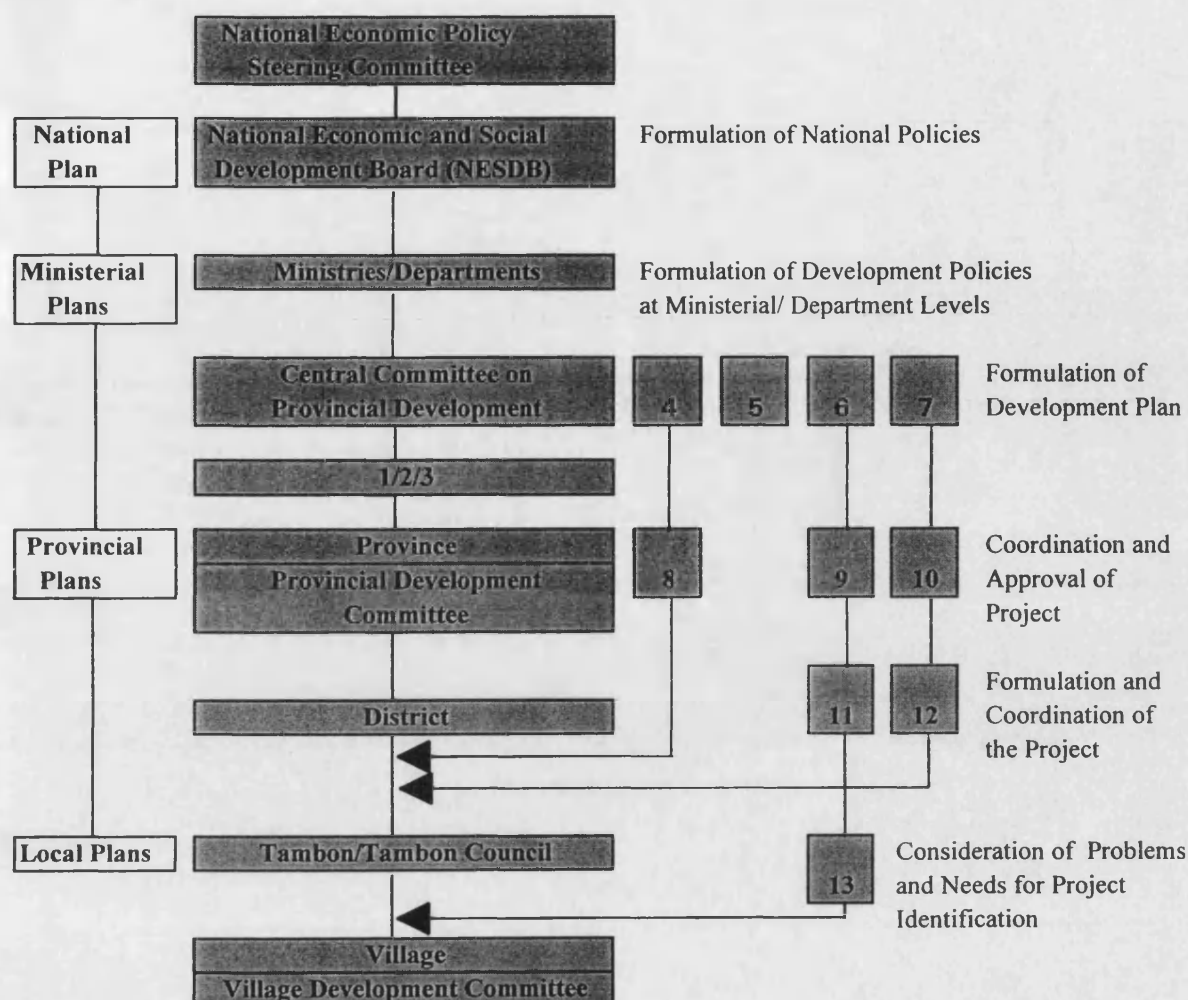 National Economic Policy
Steering Committee
National
Plan
National Economic and Social
Development Board (NESDB)
Formulation of National Policies
Ministerial
Plans
Ministries/Departments
Formulation of Development Policies
at Ministerial/ Department Levels
Central Committee on
Provincial Development
4
5
6
7
Formulation of
Development Plan
1/2/3
Provincial
Plans
Province
Provincial Development
Committee
8
9
10
Coordination and
Approval of
Project
District
11
12
Formulation and
Coordination of
the Project
Local Plans
Tambon/Tambon Council
13
Consideration of Problems
and Needs for Project
Identification
Village
Village Development Committee